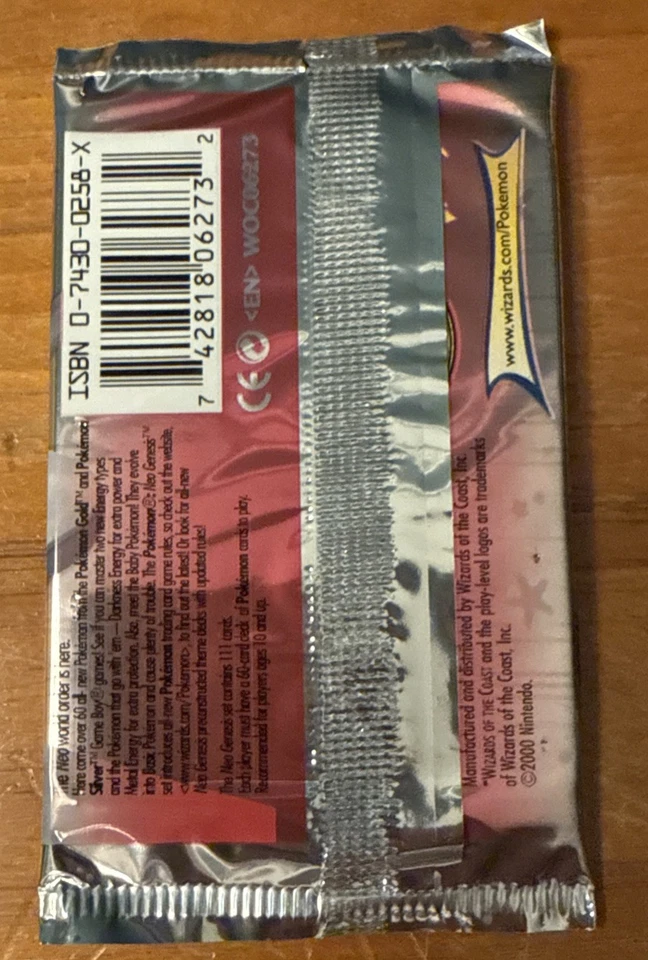 ISBN 0-7430-0258-X
7 42818 06273 2
CE <EN> WOC06273
The Neo world order is here.
Here come over 60 all-new Pokémon from the Pokémon Gold™ and Pokémon
Silver™ Game Boy® games! See if you can master two new Energy types
and the Pokémon that go with 'em—Darkness Energy for extra power and
Metal Energy for extra protection. Also, meet the Baby Pokémon! They evolve
into Basic Pokémon and cause plenty of trouble. The Pokémon®: Neo Genesis™
set introduces all-new Pokémon trading card game rules, so check out the website,
<www.wizards.com/Pokemon>, to find out the latest! Or look for all-new
Neo Genesis preconstructed theme decks with updated rules!
The Neo Genesis set contains 111 cards.
Each player must have a 60-card deck of Pokémon cards to play.
Recommended for players ages 10 and up.
www.wizards.com/Pokemon
Manufactured and distributed by Wizards of the Coast, Inc.
*WIZARDS OF THE COAST and the play-level logos are trademarks
of Wizards of the Coast, Inc.
©2000 Nintendo.